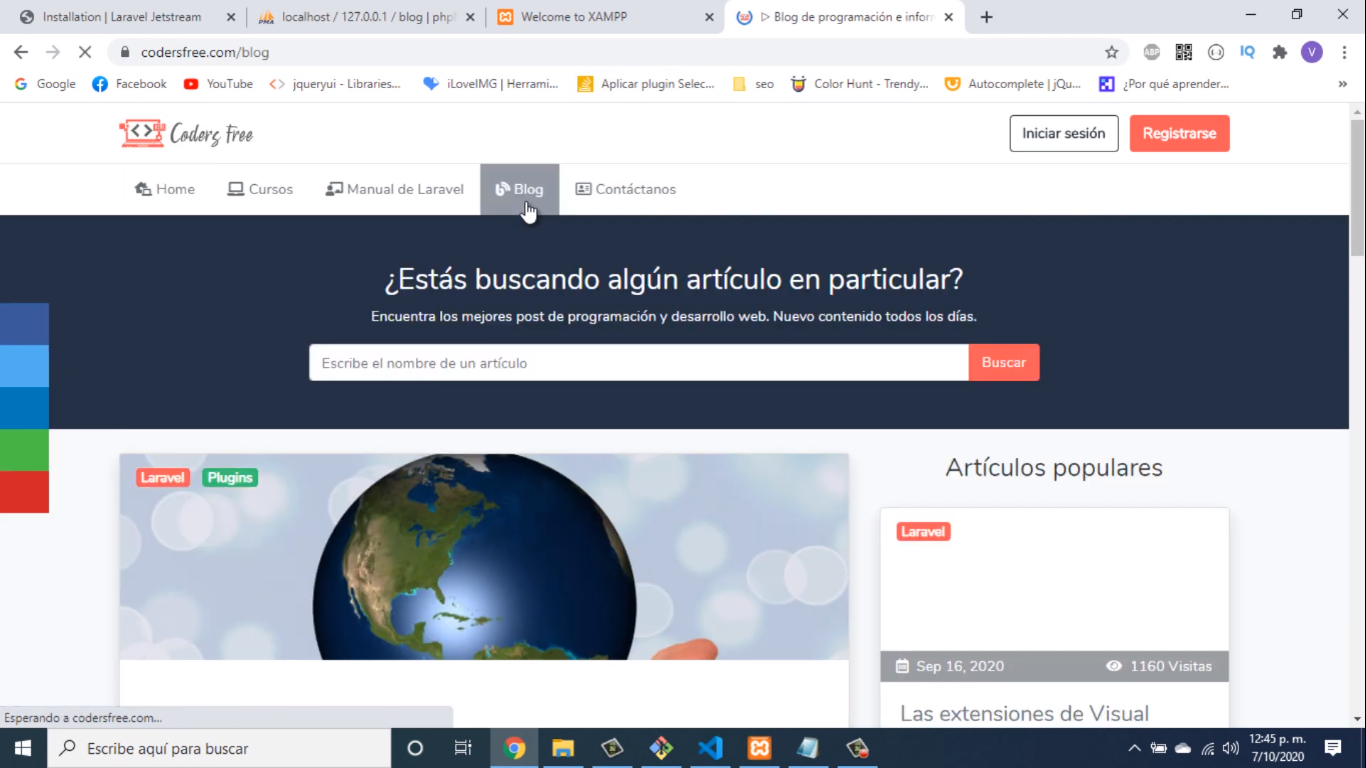 Installation | Laravel Jetstream
localhost / 127.0.0.1 / blog | php
Welcome to XAMPP
Blog de programación e infor
codersfree.com/blog
ABP
IQ
V
Google
Facebook
YouTube
jqueryui - Libraries...
iLoveIMG | Herrami...
Aplicar plugin Selec...
seo
Color Hunt - Trendy...
Autocomplete | jQu...
¿Por qué aprender...
Coders Free
Iniciar sesión
Registrarse
Home
Cursos
Manual de Laravel
Blog
Contáctanos
¿Estás buscando algún artículo en particular?
Encuentra los mejores post de programación y desarrollo web. Nuevo contenido todos los días.
Escribe el nombre de un artículo
Buscar
Laravel
Plugins
Artículos populares
Laravel
Sep 16, 2020
1160 Visitas
Las extensiones de Visual
Esperando a codersfree.com...
Escribe aquí para buscar
12:45 p. m.
7/10/2020